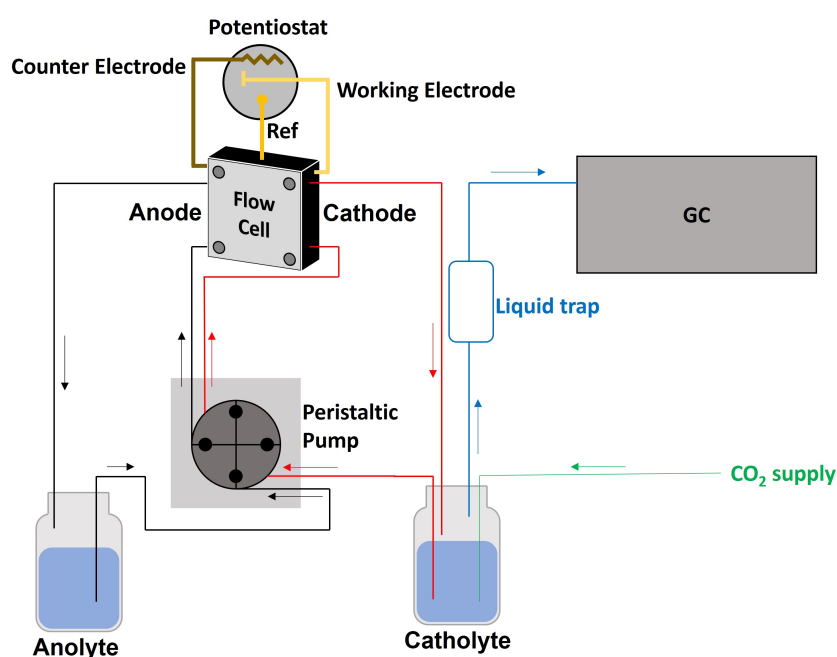 Potentiostat
Counter Electrode
Working Electrode
Ref
Anode
Flow
Cell
Cathode
GC
Liquid trap
Peristaltic
Pump
CO₂ supply
Anolyte
Catholyte